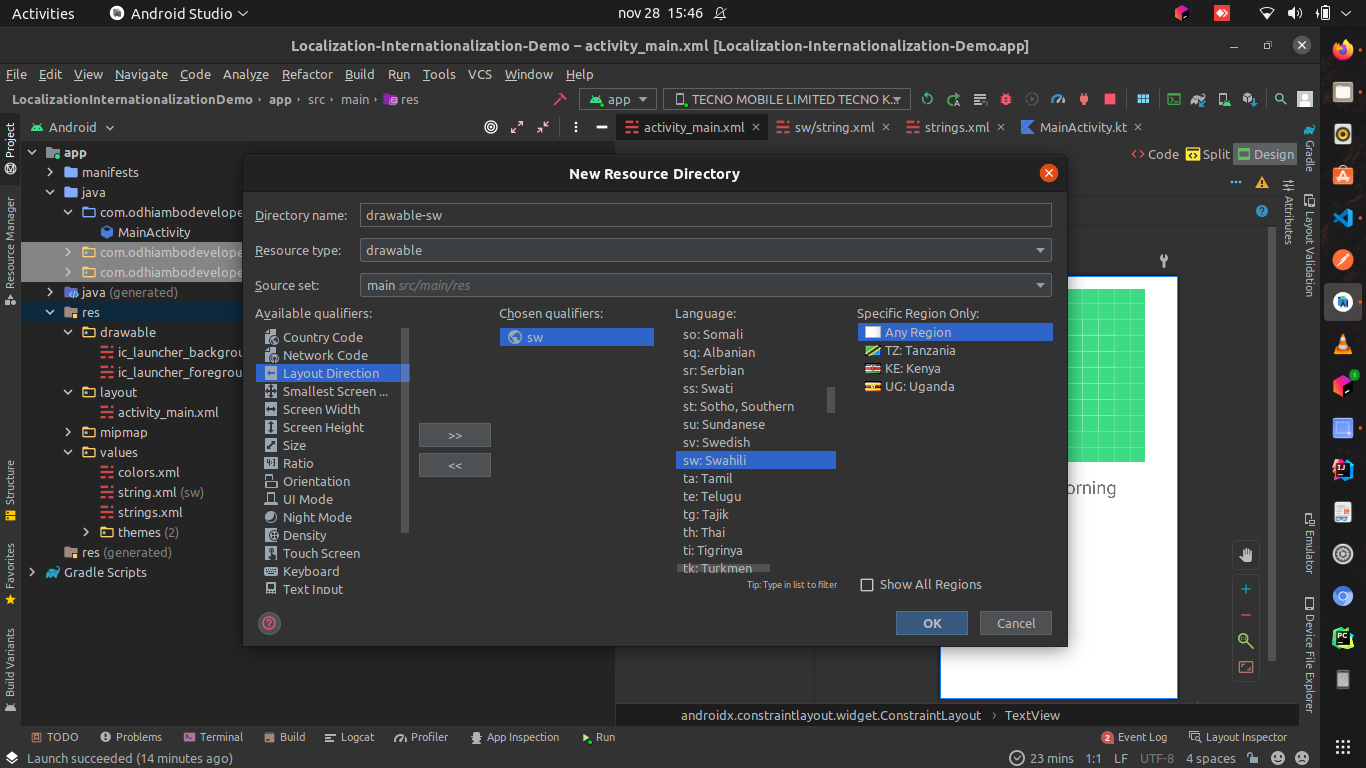 Activities
Android Studio
nov 28 15:46
Localization-Internationalization-Demo – activity_main.xml [Localization-Internationalization-Demo.app]
File Edit View Navigate Code Analyze Refactor Build Run Tools VCS Window Help
LocalizationInternationalizationDemo › app › src › main › res
app
TECNO MOBILE LIMITED TECNO K...
Android
activity_main.xml
sw/string.xml
strings.xml
MainActivity.kt
Code Split Design
Project
Resource Manager
Structure
Favorites
Build Variants
app
manifests
java
com.odhiambodevelope
MainActivity
com.odhiambodevelope
com.odhiambodevelope
java (generated)
res
drawable
ic_launcher_backgrou
ic_launcher_foregrou
layout
activity_main.xml
mipmap
values
colors.xml
string.xml (sw)
strings.xml
themes (2)
res (generated)
Gradle Scripts
New Resource Directory
Directory name: drawable-sw
Resource type: drawable
Source set: main src/main/res
Available qualifiers:
Country Code
Network Code
Layout Direction
Smallest Screen ...
Screen Width
Screen Height
Size
Ratio
Orientation
UI Mode
Night Mode
Density
Touch Screen
Keyboard
Text Input
>>
<<
Chosen qualifiers:
sw
Language:
so: Somali
sq: Albanian
sr: Serbian
ss: Swati
st: Sotho, Southern
su: Sundanese
sv: Swedish
sw: Swahili
ta: Tamil
te: Telugu
tg: Tajik
th: Thai
ti: Tigrinya
tk: Turkmen
Tip: Type in list to filter
Specific Region Only:
Any Region
TZ: Tanzania
KE: Kenya
UG: Uganda
Show All Regions
OK
Cancel
orning
Gradle
Attributes
Layout Validation
Emulator
Device File Explorer
androidx.constraintlayout.widget.ConstraintLayout › TextView
TODO
Problems
Terminal
Build
Logcat
Profiler
App Inspection
Run
2 Event Log
Layout Inspector
Launch succeeded (14 minutes ago)
23 mins 1:1 LF UTF-8 4 spaces